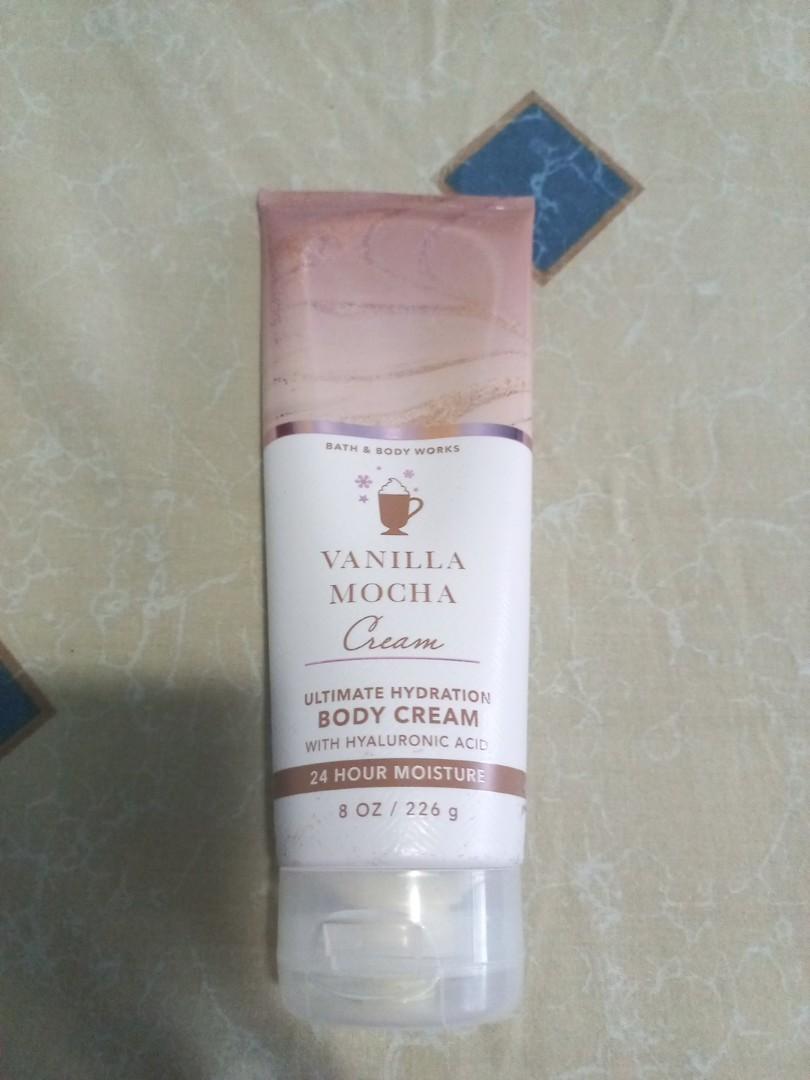 BATH & BODY WORKS
VANILLA
MOCHA
Cream
ULTIMATE HYDRATION
BODY CREAM
WITH HYALURONIC ACID
24 HOUR MOISTURE
8 OZ / 226 g